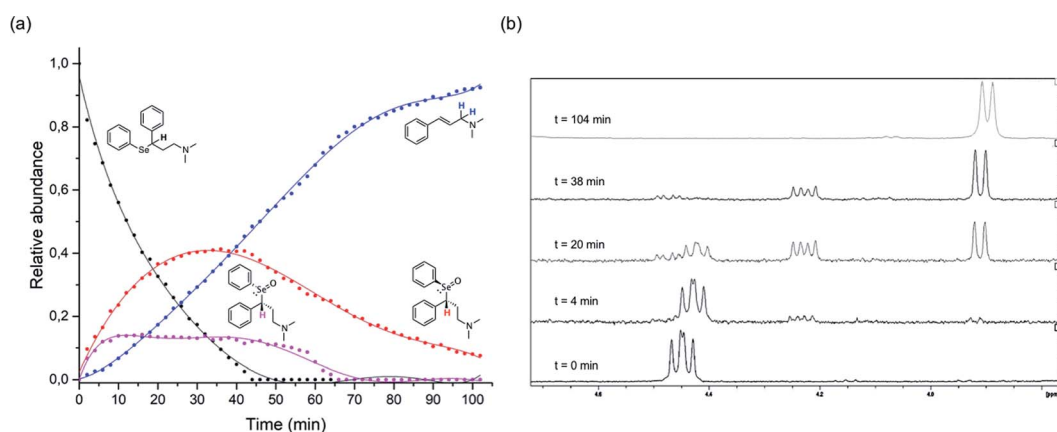 (a)
Relative abundance
1,0
0,8
0,6
0,4
0,2
0,0
0 10 20 30 40 50 60 70 80 90 100
Time (min)
Se
H
N
H
H
N
Se
O
H
N
Se
O
H
N
(b)
t = 104 min
t = 38 min
t = 20 min
t = 4 min
t = 0 min
4.6 4.4 4.2 4.0 [ppm]